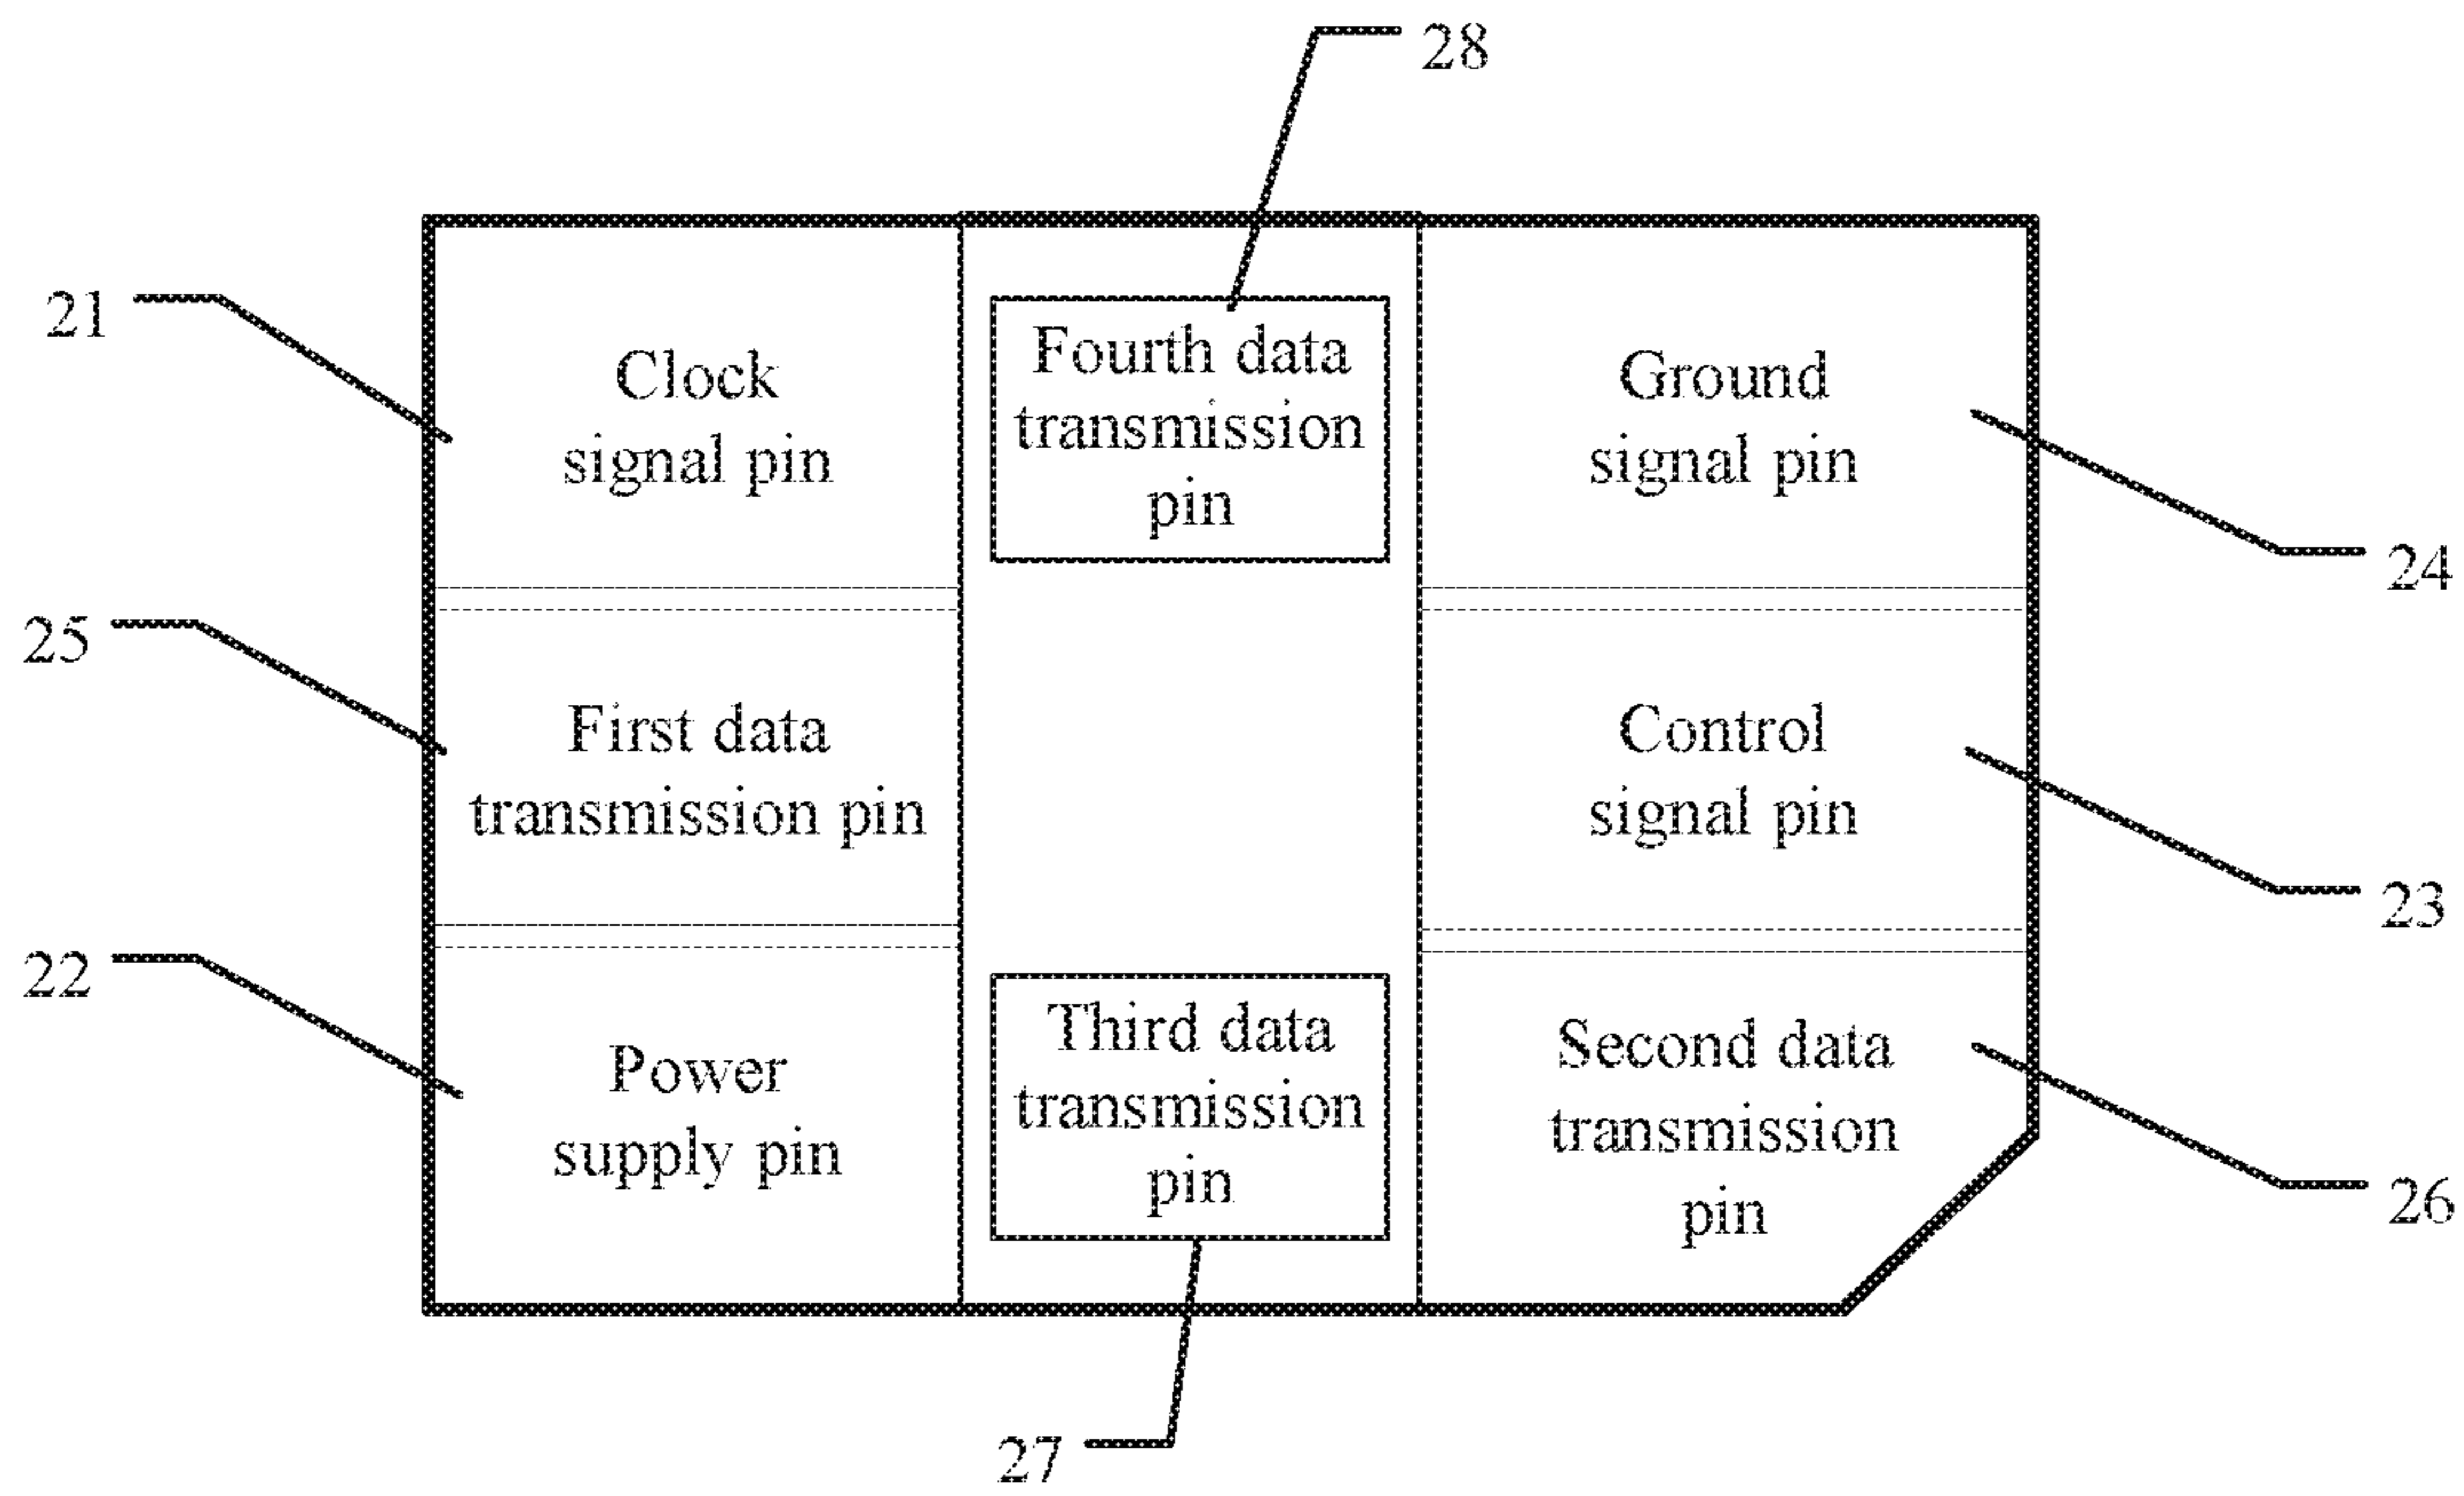 28
21
Clock
signal pin
Fourth data
transmission
pin
Ground
signal pin
24
25
First data
transmission pin
Control
signal pin
23
22
Power
supply pin
Third data
transmission
pin
Second data
transmission
pin
26
27